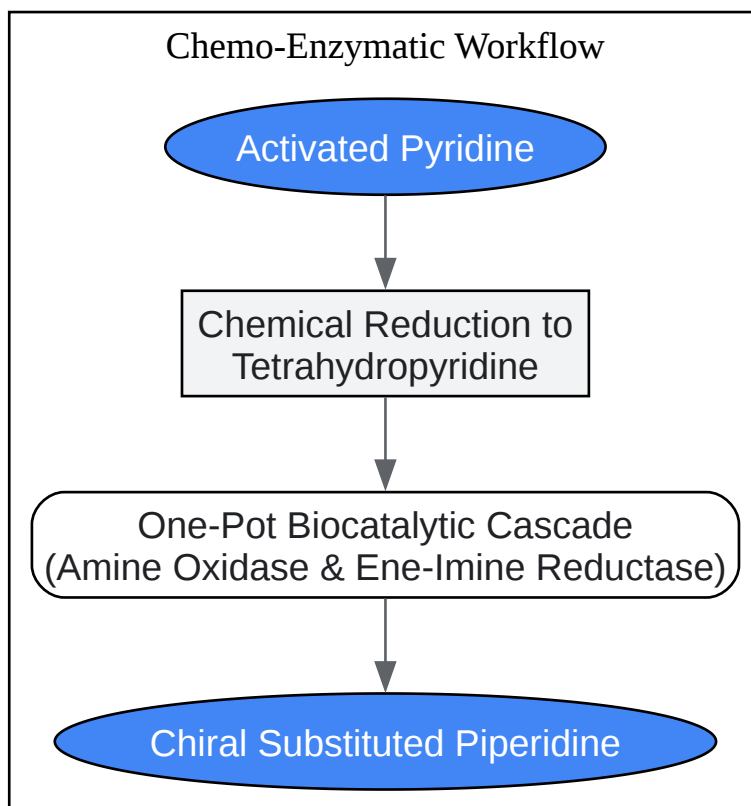 Chemo-Enzymatic Workflow
Activated Pyridine
Chemical Reduction to
Tetrahydropyridine
One-Pot Biocatalytic Cascade
(Amine Oxidase & Ene-Imine Reductase)
Chiral Substituted Piperidine